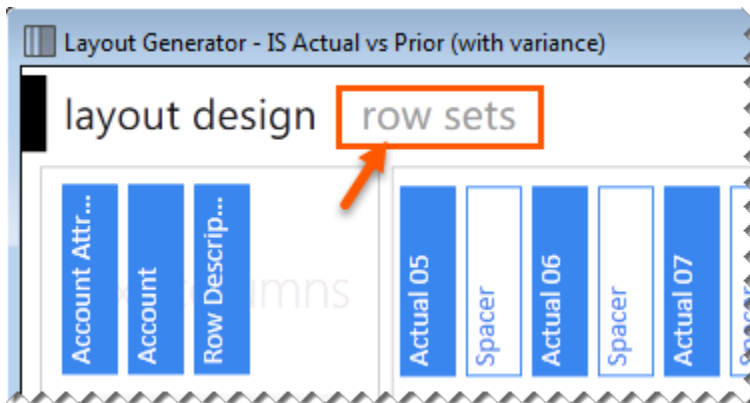 Layout Generator - IS Actual vs Prior (with variance)
layout design row sets
Account Attr...
Account
Row Descrip...
Actual 05
Spacer
Actual 06
Spacer
Actual 07